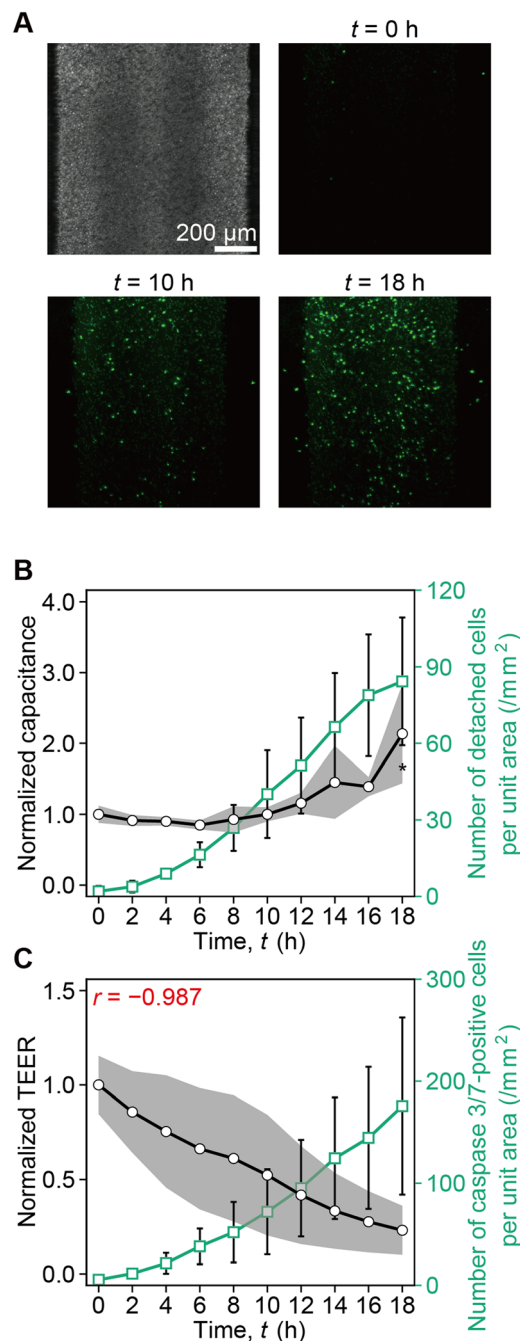 A
t = 0 h
200 μm
t = 10 h
t = 18 h
B
Normalized capacitance
4.0
3.0
2.0
1.0
0.0
120
90
60
30
0
Number of detached cells
per unit area (/mm²)
*
0 2 4 6 8 10 12 14 16 18
Time, t (h)
C
r = −0.987
Normalized TEER
1.5
1.0
0.5
0.0
300
200
100
0
Number of caspase 3/7-positive cells
per unit area (/mm²)
0 2 4 6 8 10 12 14 16 18
Time, t (h)